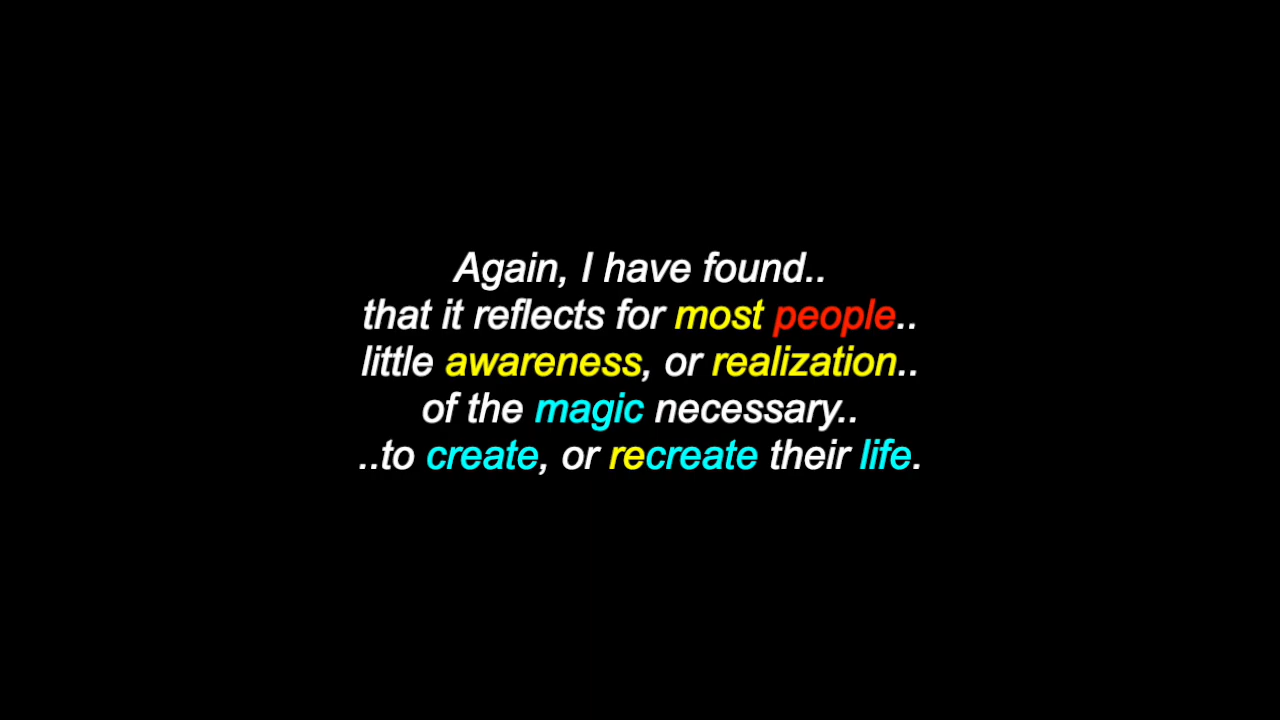 Again, I have found..
that it reflects for most people..
little awareness, or realization..
of the magic necessary..
..to create, or recreate their life.